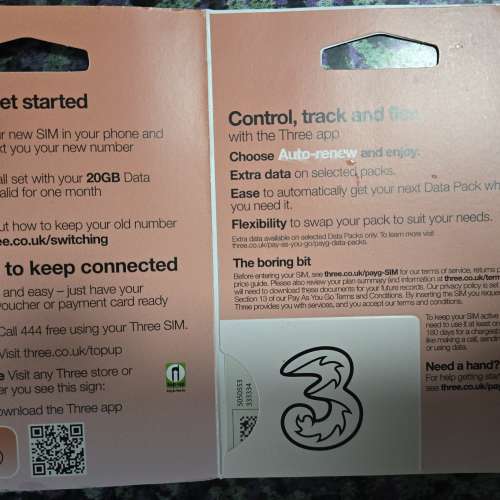 et started
r new SIM in your phone and
xt you your new number
all set with your 20GB Data
alid for one month
ut how to keep your old number
ee.co.uk/switching
to keep connected
and easy – just have your
voucher or payment card ready
Call 444 free using your Three SIM.
Visit three.co.uk/topup
e Visit any Three store or
er you see this sign:
ownload the Three app
Control, track and
with the Three app
Choose Auto-renew and enjoy:
Extra data on selected packs.
Ease to automatically get your next Data Pack wh
you need it.
Flexibility to swap your pack to suit your needs.
Extra data available on selected Data Packs only. To learn more visit
three.co.uk/pay-as-you-go/payg-data-packs.
The boring bit
Before entering your SIM, see three.co.uk/payg-SIM for our terms of service, returns p
price guide. Please also review your plan summary (and information at three.co.uk/term
will need to download these documents for your future records. Our privacy policy is set
Section 13 of our Pay As You Go Terms and Conditions. By inserting this SIM you reques
Three provides you with services, and you accept our terms and conditions.
5050553
333334
3
To keep your SIM active
need to use it at least on
180 days for a chargeabl
like making a call, sendin
or using data.
Need a hand?
For help getting star
see three.co.uk/pay